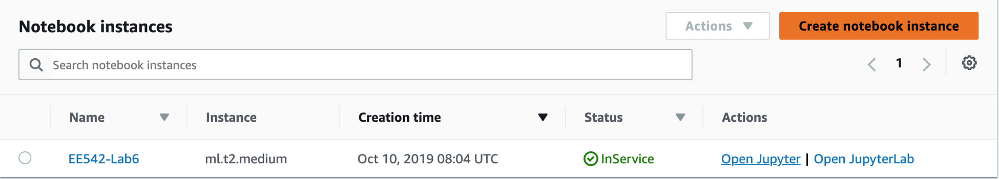 Notebook instances
Actions
Create notebook instance
Search notebook instances
1
Name Instance Creation time Status Actions
EE542-Lab6 ml.t2.medium Oct 10, 2019 08:04 UTC InService Open Jupyter | Open JupyterLab